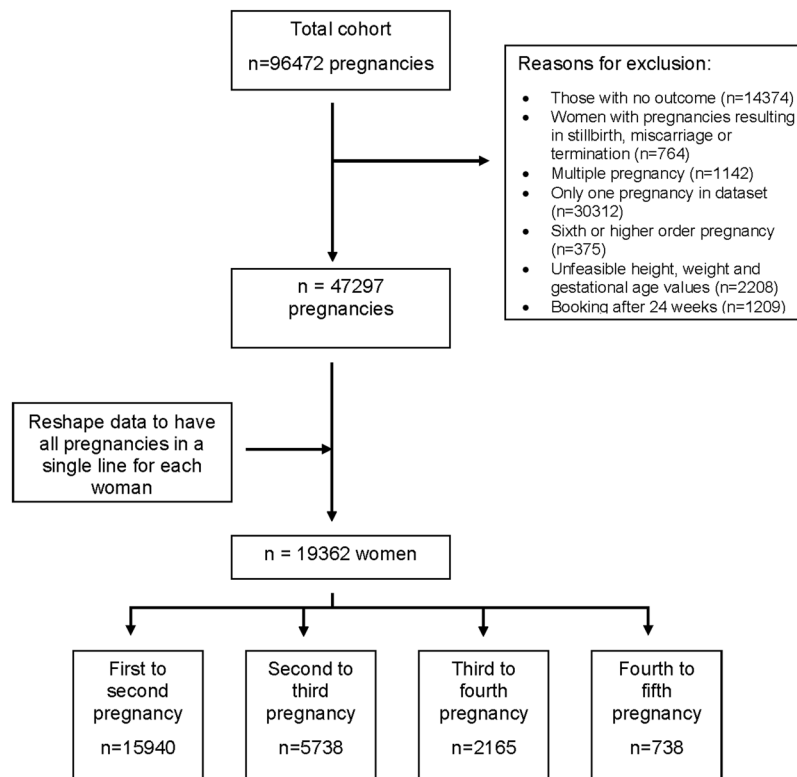 Total cohort
n=96472 pregnancies
Reasons for exclusion:
• Those with no outcome (n=14374)
• Women with pregnancies resulting
in stillbirth, miscarriage or
termination (n=764)
• Multiple pregnancy (n=1142)
• Only one pregnancy in dataset
(n=30312)
• Sixth or higher order pregnancy
(n=375)
• Unfeasible height, weight and
gestational age values (n=2208)
• Booking after 24 weeks (n=1209)
n = 47297
pregnancies
Reshape data to have
all pregnancies in a
single line for each
woman
n = 19362 women
First to
second
pregnancy
n=15940
Second to
third
pregnancy
n=5738
Third to
fourth
pregnancy
n=2165
Fourth to
fifth
pregnancy
n=738